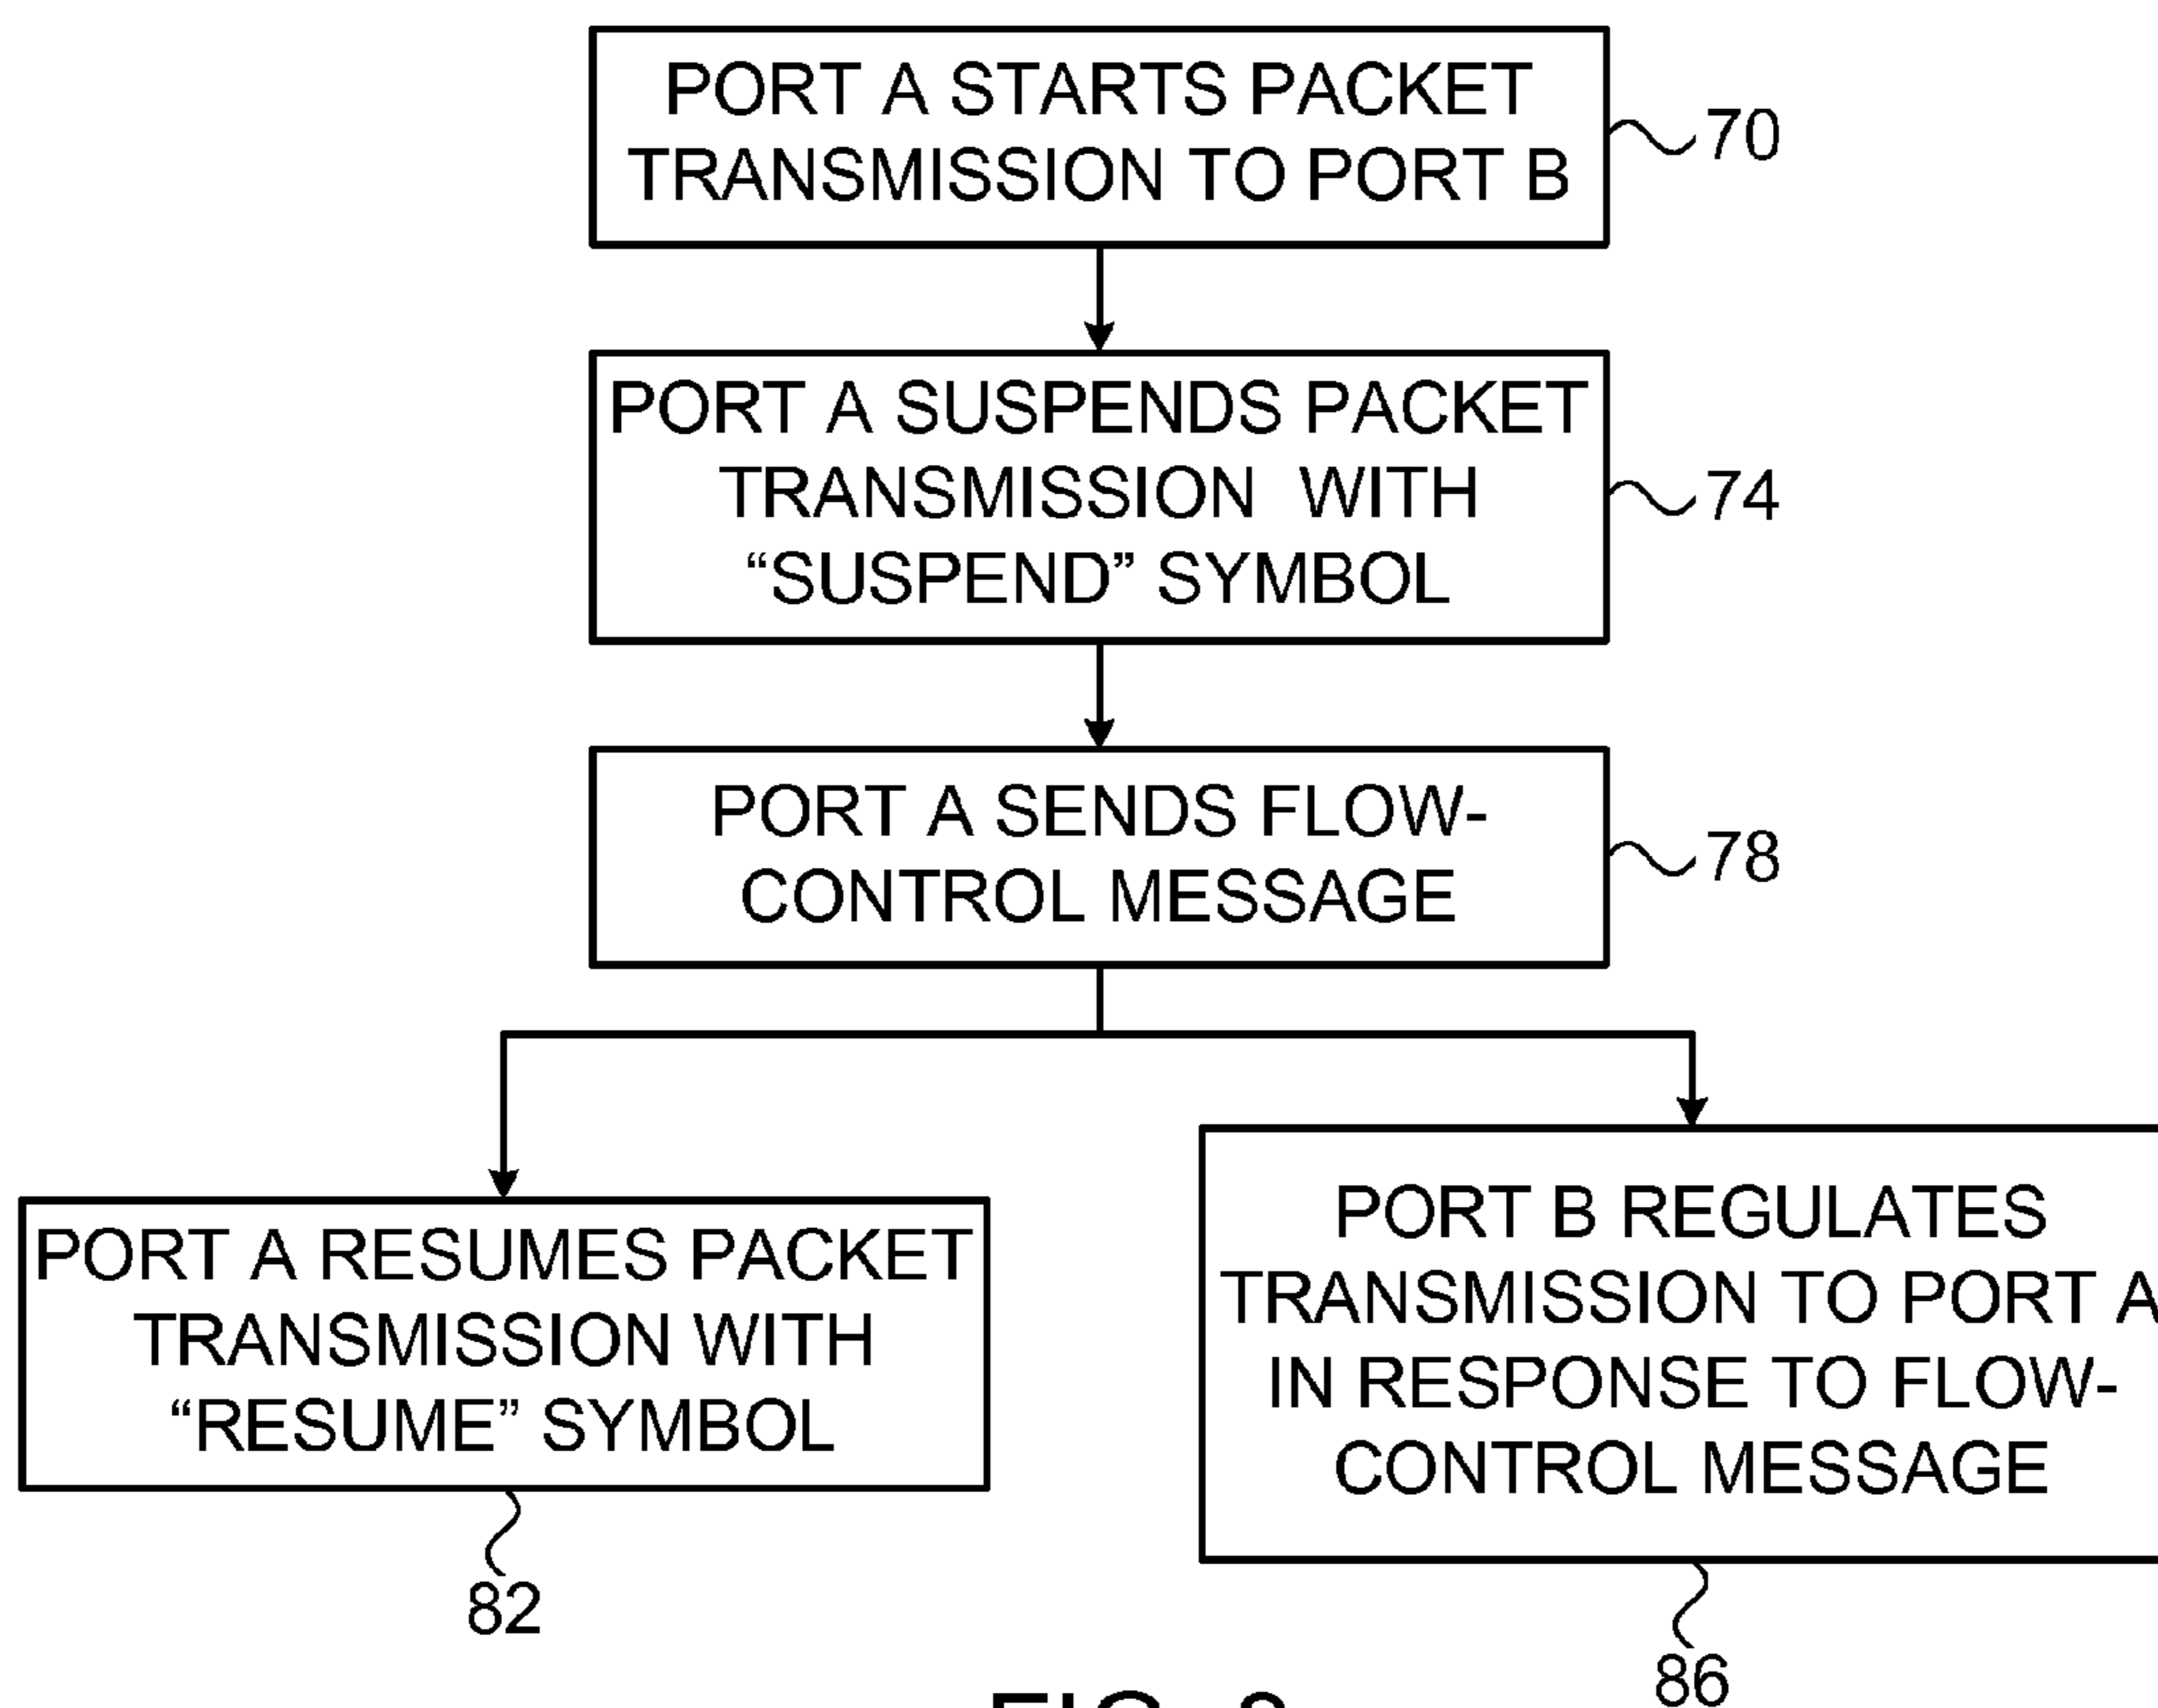 PORT A STARTS PACKET
TRANSMISSION TO PORT B
70
PORT A SUSPENDS PACKET
TRANSMISSION WITH
“SUSPEND” SYMBOL
74
PORT A SENDS FLOW-
CONTROL MESSAGE
78
PORT A RESUMES PACKET
TRANSMISSION WITH
“RESUME” SYMBOL
82
PORT B REGULATES
TRANSMISSION TO PORT A
IN RESPONSE TO FLOW-
CONTROL MESSAGE
86
FIG.